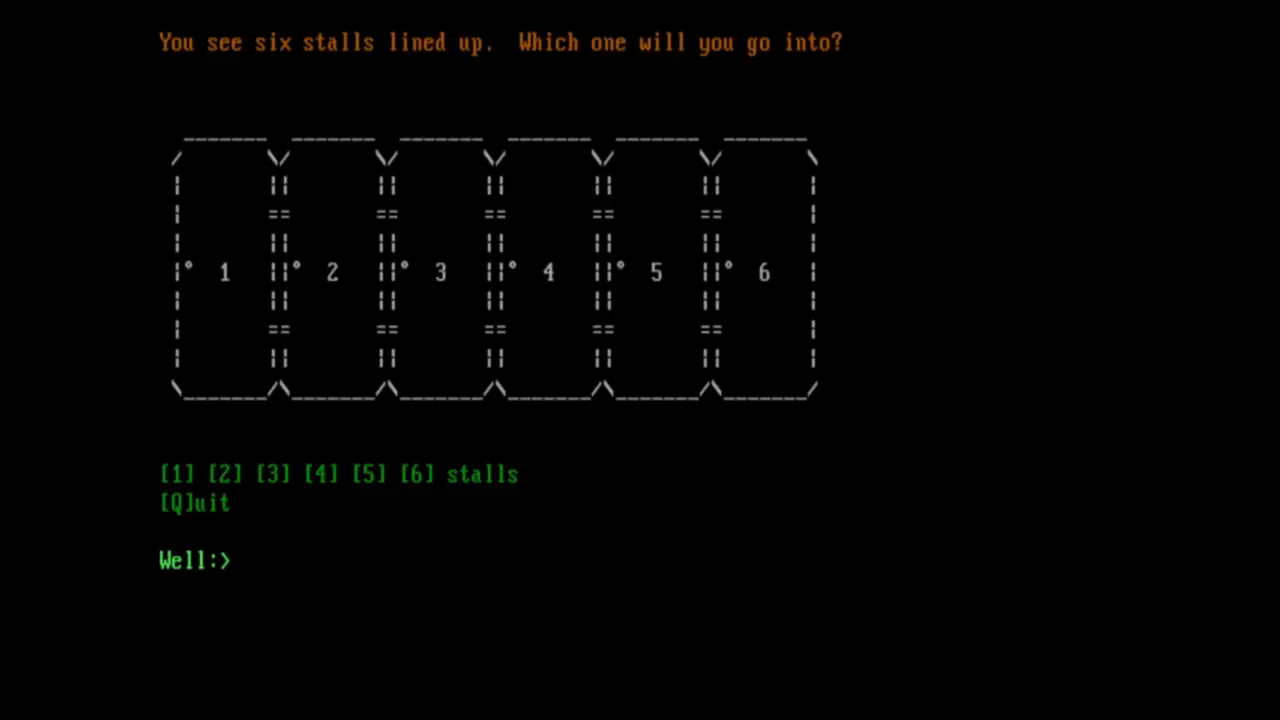 You see six stalls lined up.  Which one will you go into?
1 2 3 4 5 6
[1] [2] [3] [4] [5] [6] stalls
[Q]uit
Well:>